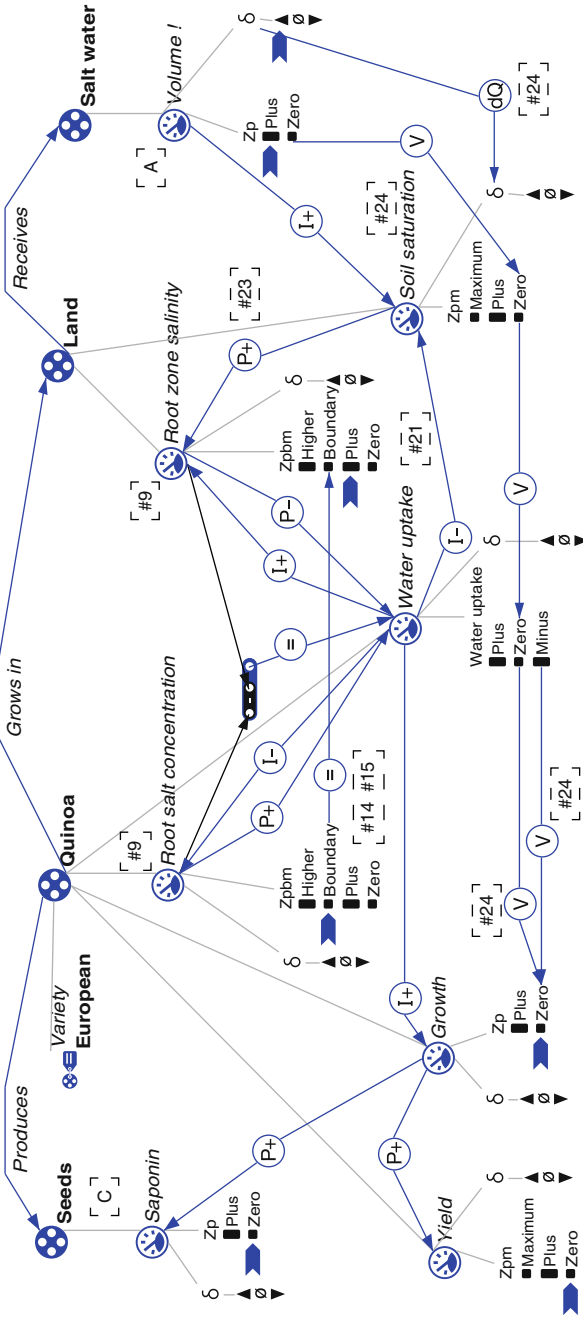 Produces
Grows in
Receives
Seeds
Quinoa
Land
Salt water
Variety
European
[ C ]
Saponin
Zp
Plus
Zero
δ
ø
[ #9 ]
Root salt concentration
Zpbm
Higher
Boundary
Plus
Zero
δ
ø
[ #9 ]
Root zone salinity
Zpbm
Higher
Boundary
Plus
Zero
δ
ø
[ #23 ]
[ A ]
Volume !
Zp
Plus
Zero
δ
ø
P+
P+
I-
-
=
I+
P-
P+
I+
V
dQ
[ #24 ]
=
[ #14 #15 ]
[ #21 ]
[ #24 ]
Yield
Zpm
Maximum
Plus
Zero
δ
ø
P+
I+
Growth
Zp
Plus
Zero
δ
ø
Water uptake
Water uptake
Plus
Zero
Minus
δ
ø
I-
Soil saturation
Zpm
Maximum
Plus
Zero
δ
ø
[ #24 ]
V
V
[ #24 ]
V